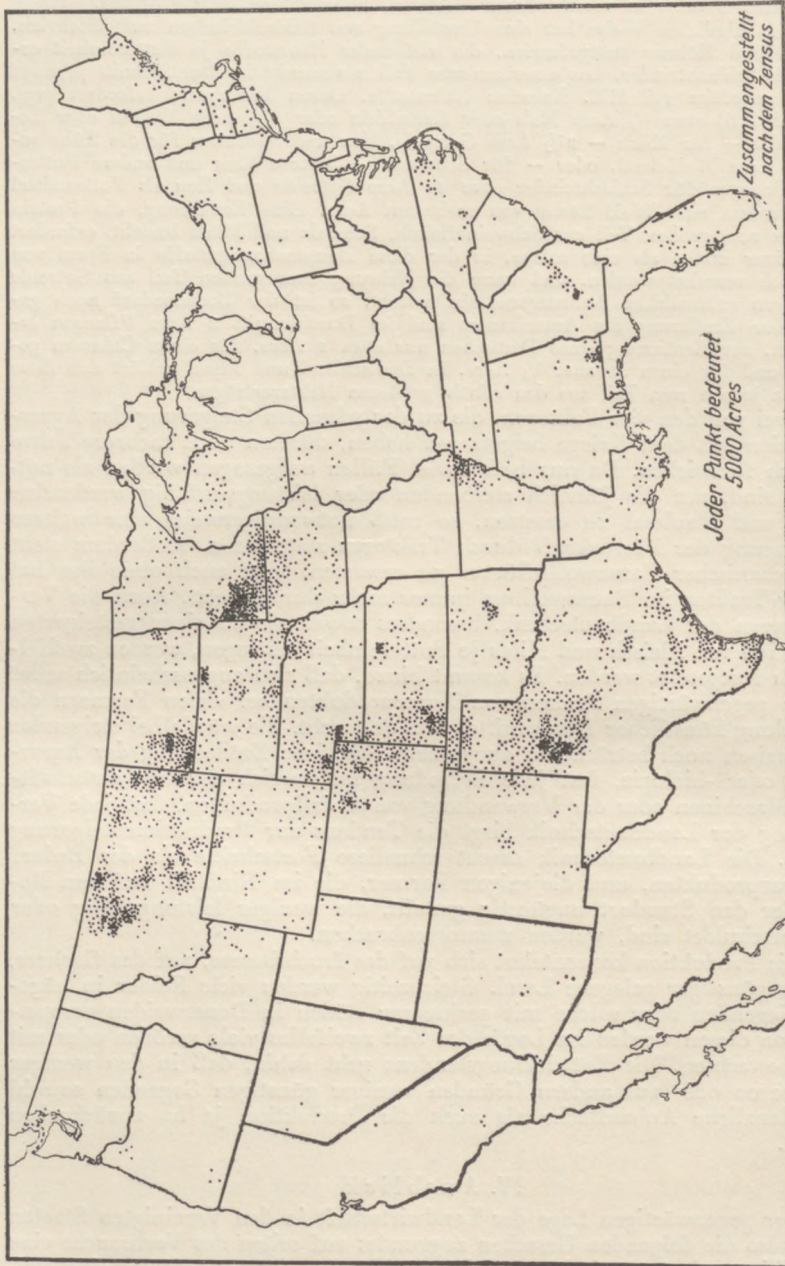 Zusammengestellt
nach dem Zensus
Jeder Punkt bedeutet
5000 Acres